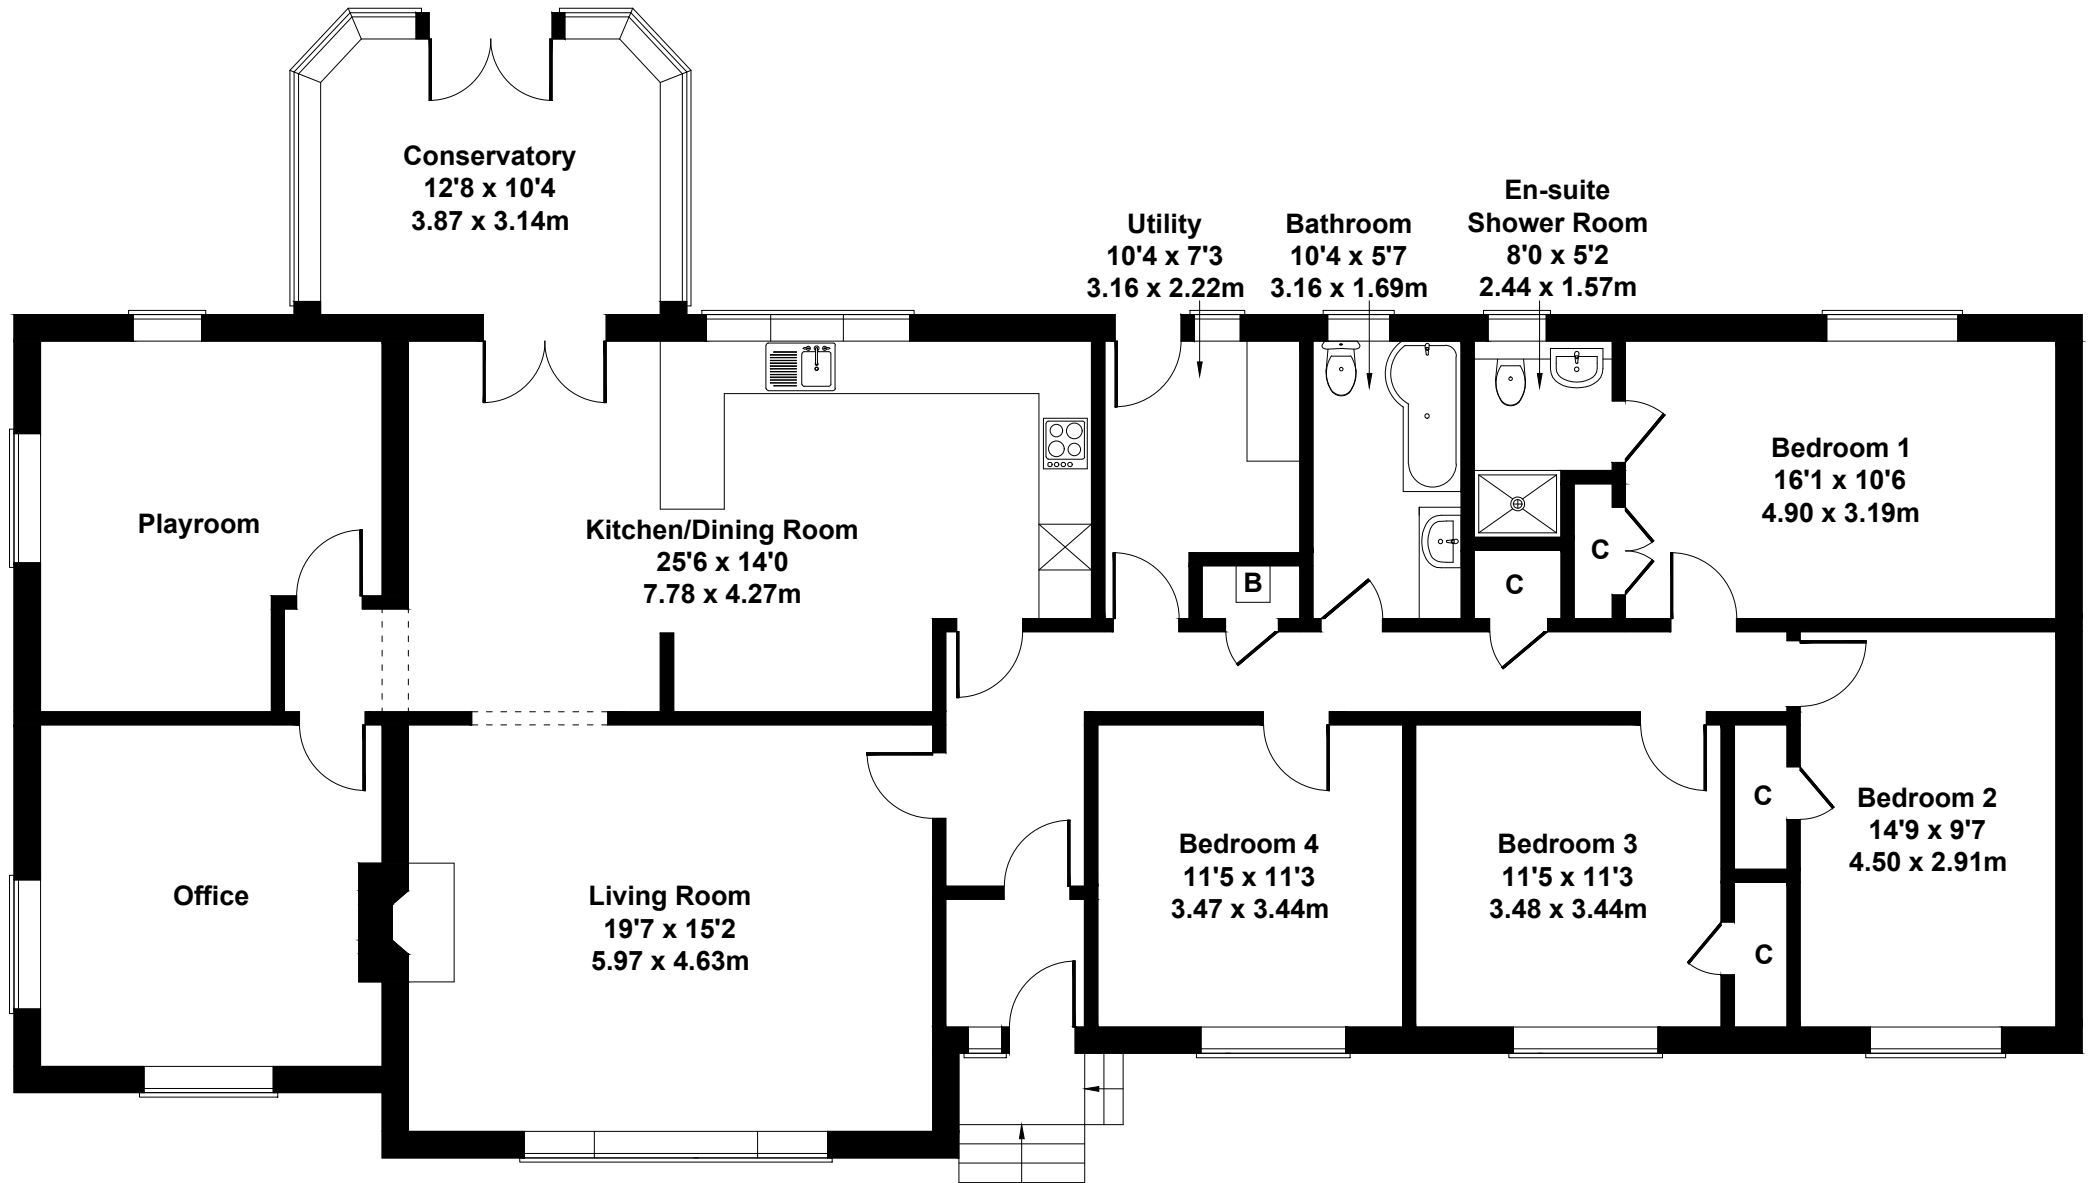 Conservatory
12'8 x 10'4
3.87 x 3.14m
Utility
10'4 x 7'3
3.16 x 2.22m
Bathroom
10'4 x 5'7
3.16 x 1.69m
En-suite
Shower Room
8'0 x 5'2
2.44 x 1.57m
Playroom
Kitchen/Dining Room
25'6 x 14'0
7.78 x 4.27m
B
C
C
Bedroom 1
16'1 x 10'6
4.90 x 3.19m
Office
Living Room
19'7 x 15'2
5.97 x 4.63m
Bedroom 4
11'5 x 11'3
3.47 x 3.44m
Bedroom 3
11'5 x 11'3
3.48 x 3.44m
C
C
Bedroom 2
14'9 x 9'7
4.50 x 2.91m